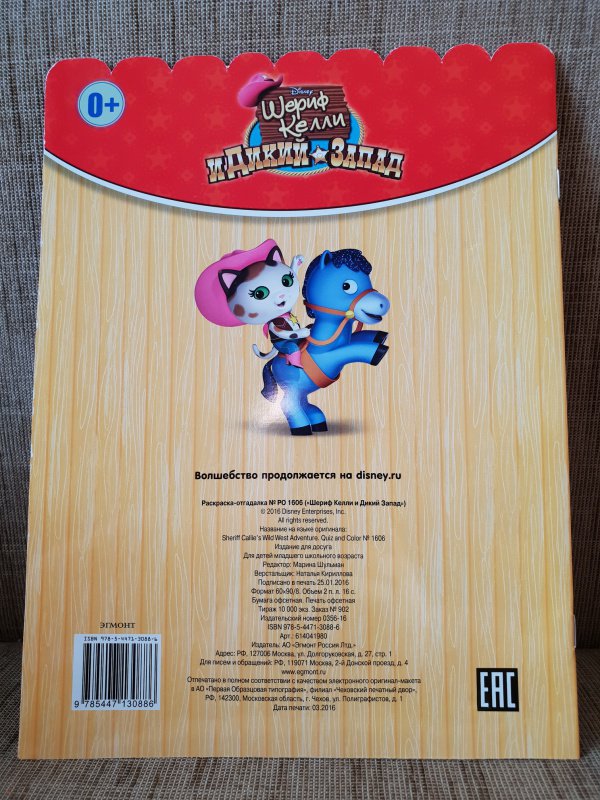 0+
Disney
Шериф
Келли
и Дикий Запад
Волшебство продолжается на disney.ru
Раскраска-отгадалка № РО 1606 («Шериф Келли и Дикий Запад»)
© 2016 Disney Enterprises, Inc.
All rights reserved.
Название на языке оригинала:
Sheriff Callie's Wild West Adventure. Quiz and Color № 1606
Издание для досуга
Для детей младшего школьного возраста
Редактор: Марина Шульман
Верстальщик: Наталья Кириллова
Подписано в печать 25.01.2016
Формат 60x90/8. Объем 2 п. л. 16 с.
Бумага офсетная. Печать офсетная
Тираж 10 000 экз. Заказ № 902
Издательский номер 0356-16
ISBN 978-5-4471-3088-6
Арт.: 614041980
Издатель: АО «Эгмонт Россия Лтд.»
Адрес: РФ, 127006 Москва, ул. Долгоруковская, д. 27, стр. 1
Для писем и обращений: РФ, 119071 Москва, 2-й Донской проезд, д. 4
www.egmont.ru
Отпечатано в полном соответствии с качеством электронного оригинал-макета
в АО «Первая Образцовая типография», филиал «Чеховский печатный двор»,
РФ, 142300, Московская область, г. Чехов, ул. Полиграфистов, д. 1
Дата печати: 03.2016
ЭГМОНТ
ISBN 978-5-4471-3088-6
9 785447 130886
EAC